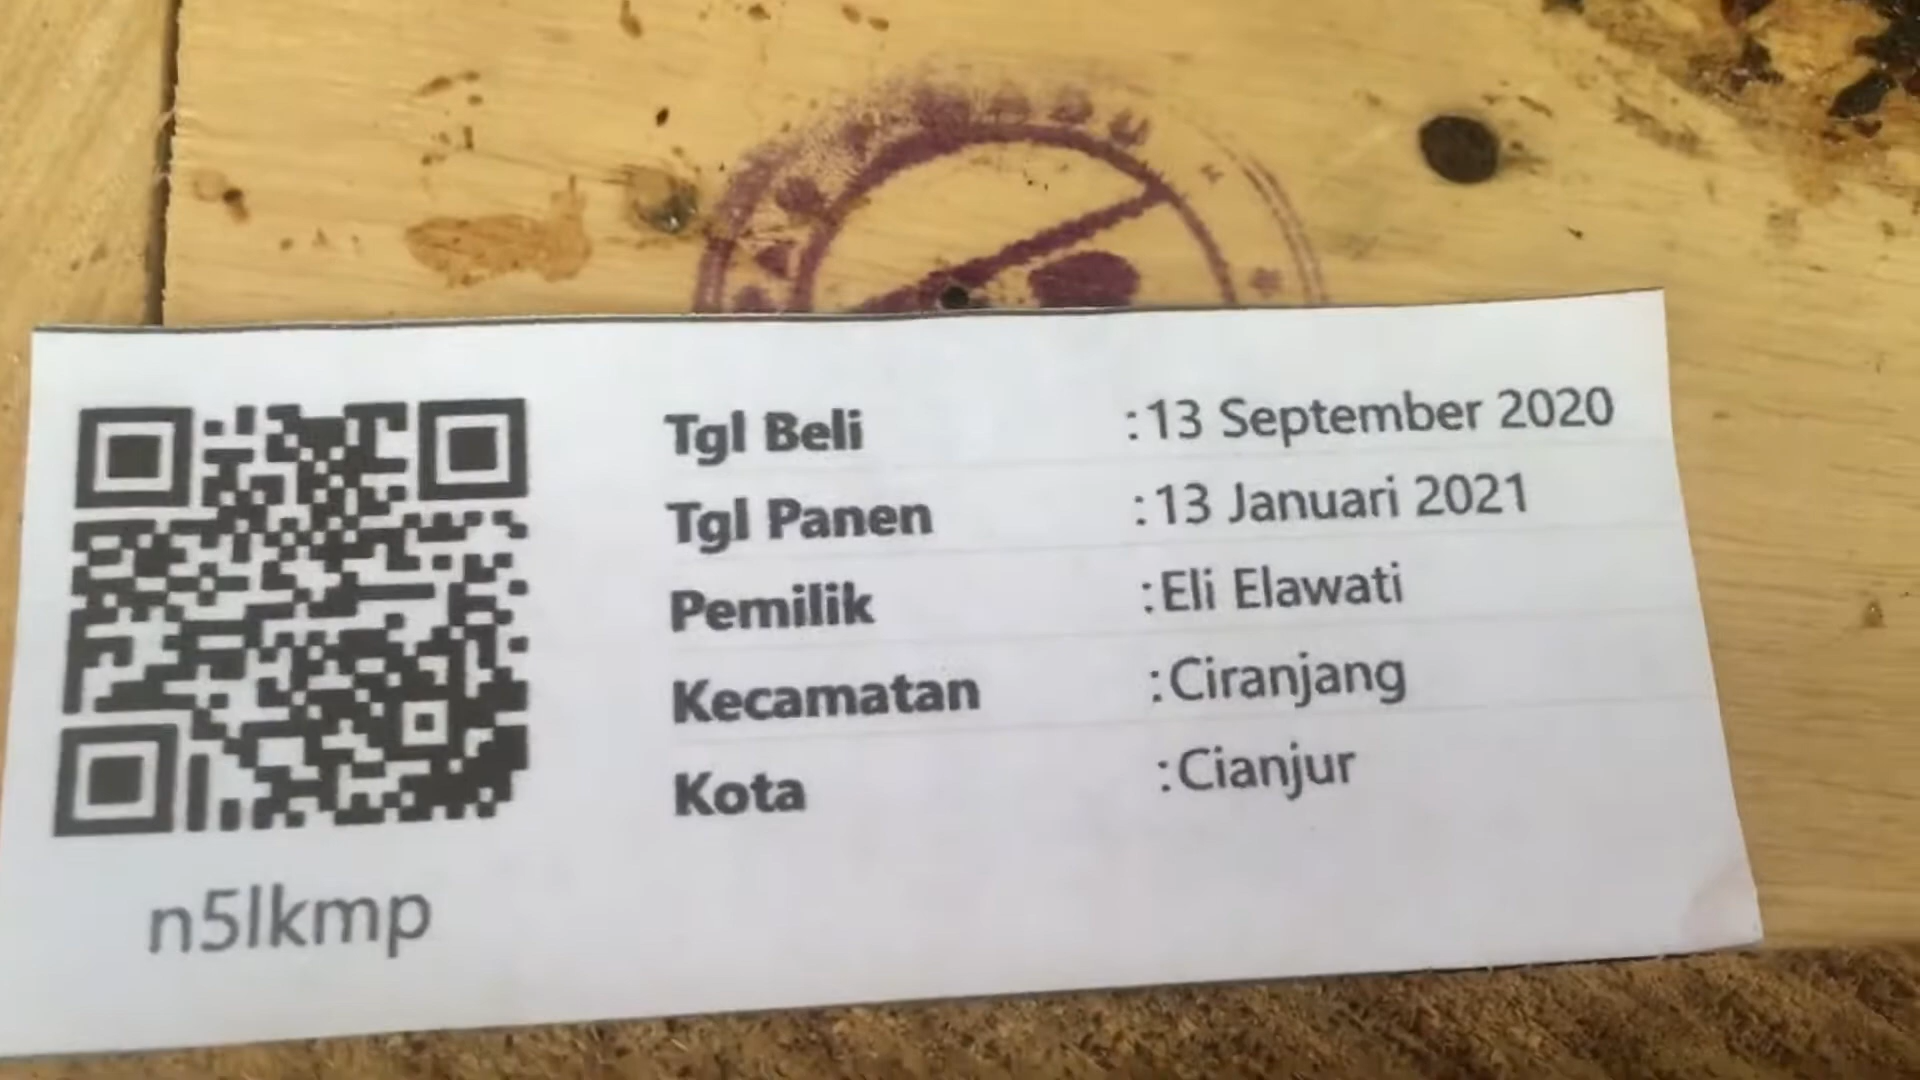 Tgl Beli : 13 September 2020
Tgl Panen : 13 Januari 2021
Pemilik : Eli Elawati
Kecamatan : Ciranjang
Kota : Cianjur
n5lkmp